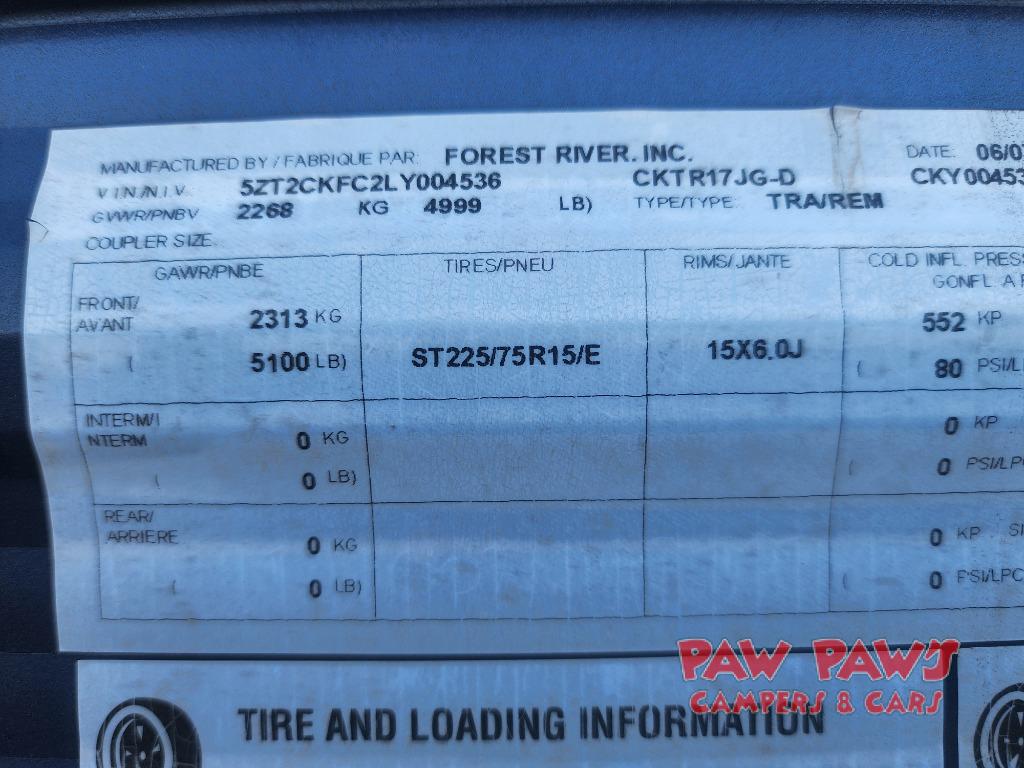 MANUFACTURED BY / FABRIQUE PAR: FOREST RIVER. INC. DATE: 06/0
V.I.N./N.I.V. 5ZT2CKFC2LY004536 CKTR17JG-D CKY00453
GVWR/PNBV 2268 KG 4999 LB) TYPE/TYPE: TRA/REM
COUPLER SIZE:
GAWR/PNBE TIRES/PNEU RIMS/JANTE COLD INFL. PRESS
GONFL. A F
FRONT/ 2313 KG 552 KP
AVANT
( 5100 LB) ST225/75R15/E 15X6.0J ( 80 PSI/L
INTERM/I 0 KG 0 KP
NTERM
( 0 LB) ( 0 PSI/LPC
REAR/
ARRIERE 0 KG 0 KP SI
( 0 LB) ( 0 PSI/LPC
PAW PAW'S
CAMPERS & CARS
TIRE AND LOADING INFORMATION